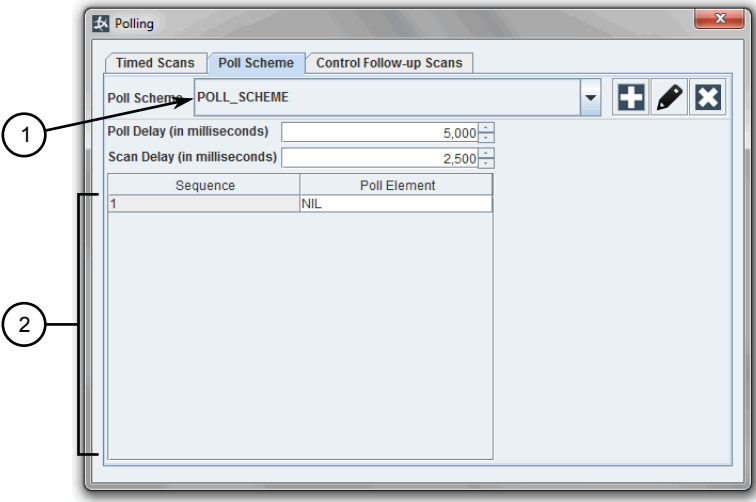 Polling
Timed Scans Poll Scheme Control Follow-up Scans
Poll Scheme POLL_SCHEME
1
Poll Delay (in milliseconds) 5,000
Scan Delay (in milliseconds) 2,500
Sequence Poll Element
1 NIL
2